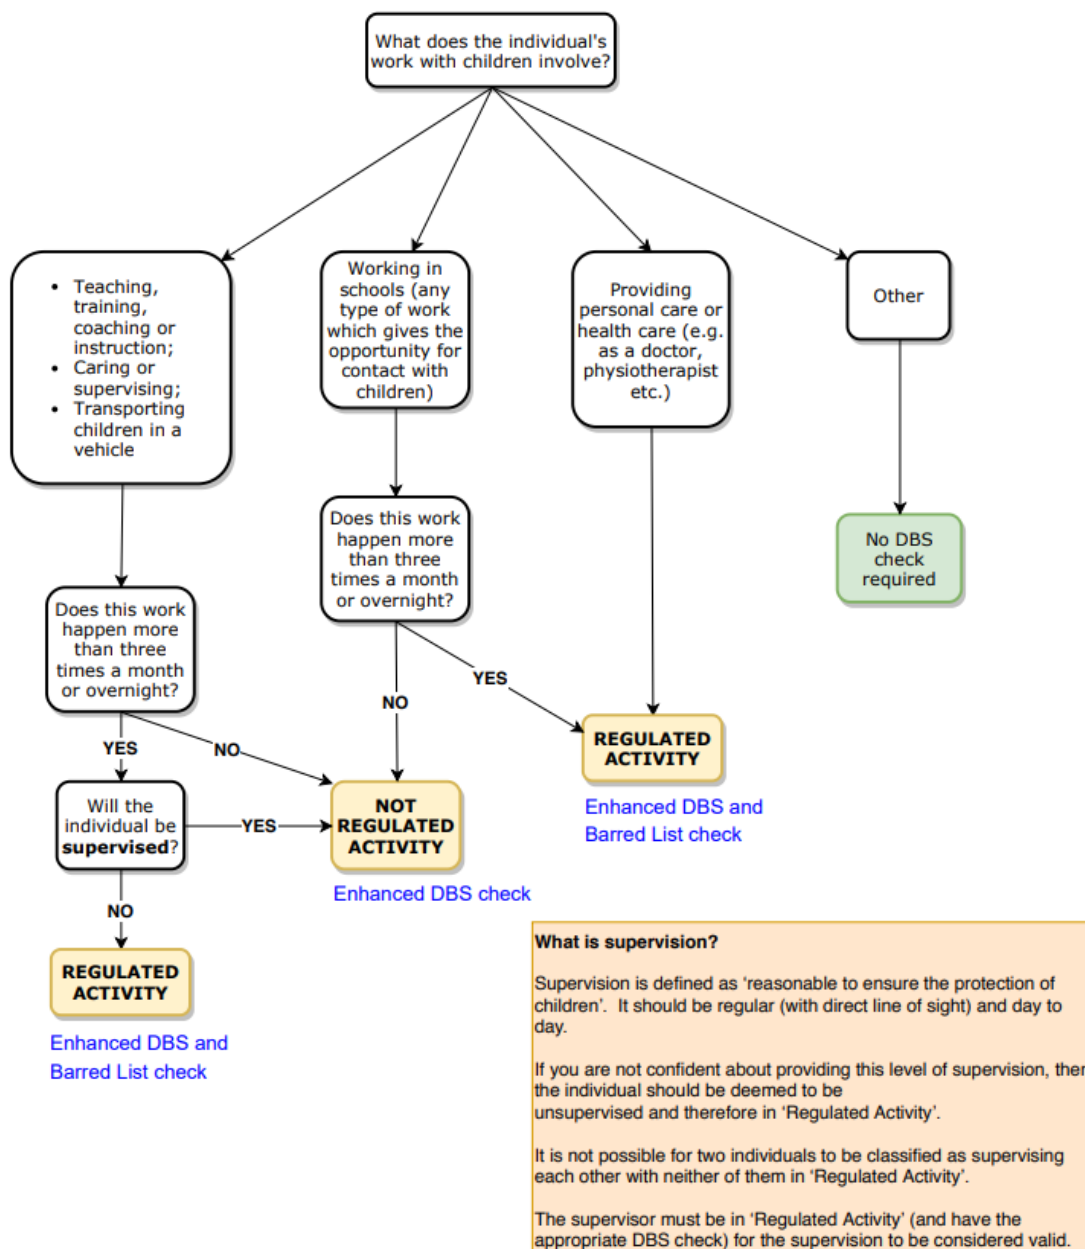 What does the individual's
work with children involve?
• Teaching,
training,
coaching or
instruction;
• Caring or
supervising;
• Transporting
children in a
vehicle
Working in
schools (any
type of work
which gives the
opportunity for
contact with
children)
Providing
personal care or
health care (e.g.
as a doctor,
physiotherapist
etc.)
Other
Does this work
happen more
than three
times a month
or overnight?
No DBS
check
required
Does this work
happen more
than three
times a month
or overnight?
YES
NO
YES
NO
REGULATED
ACTIVITY
Enhanced DBS and
Barred List check
Will the
individual be
supervised?
YES
NOT
REGULATED
ACTIVITY
Enhanced DBS check
NO
REGULATED
ACTIVITY
Enhanced DBS and
Barred List check
What is supervision?
Supervision is defined as ‘reasonable to ensure the protection of
children’. It should be regular (with direct line of sight) and day to
day.
If you are not confident about providing this level of supervision, then
the individual should be deemed to be
unsupervised and therefore in ‘Regulated Activity’.
It is not possible for two individuals to be classified as supervising
each other with neither of them in ‘Regulated Activity’.
The supervisor must be in ‘Regulated Activity’ (and have the
appropriate DBS check) for the supervision to be considered valid.